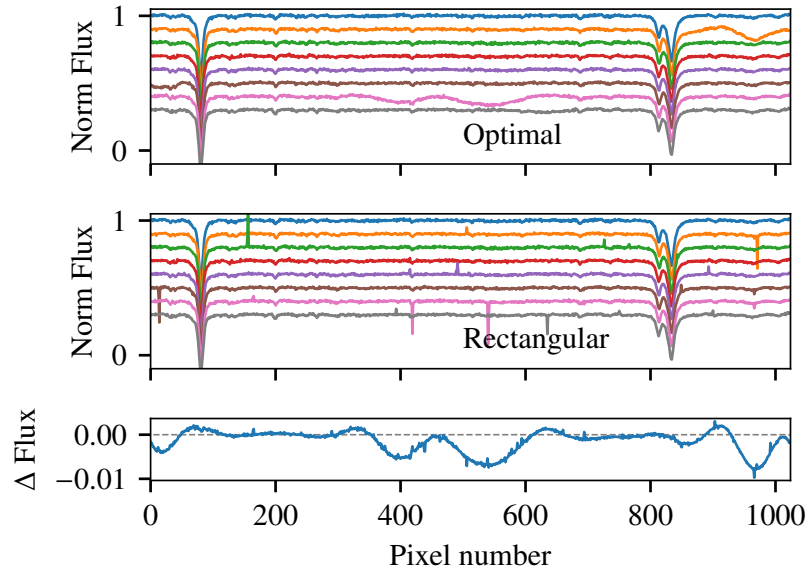 1
0
Norm Flux
Optimal
1
0
Norm Flux
Rectangular
0.00
−0.01
Δ Flux
0 200 400 600 800 1000
Pixel number